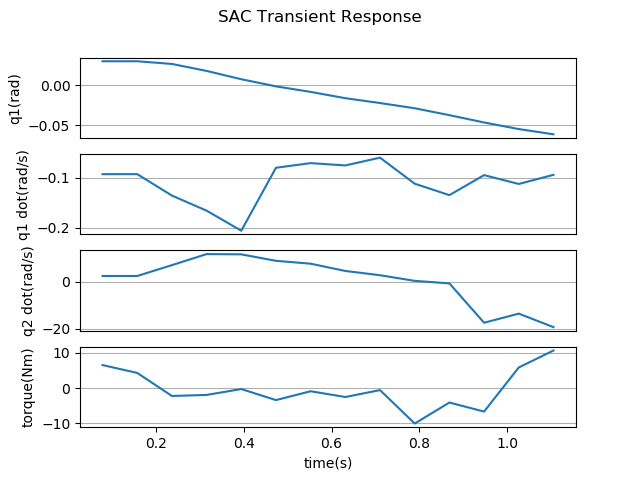 SAC Transient Response
q1(rad)
0.00
−0.05
q1 dot(rad/s)
−0.1
−0.2
q2 dot(rad/s)
0
−20
torque(Nm)
10
0
−10
0.2 0.4 0.6 0.8 1.0
time(s)